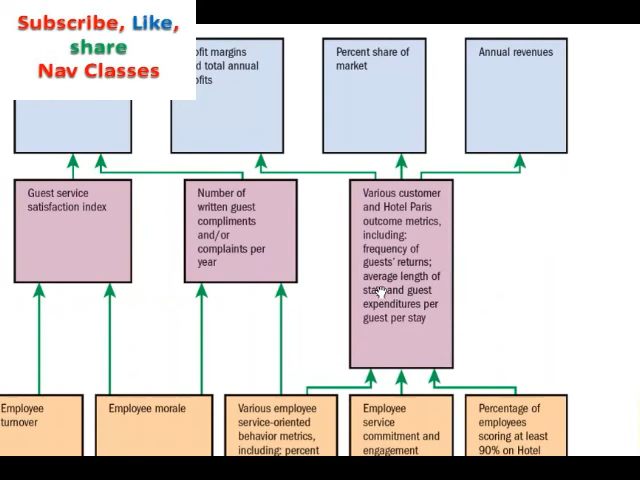 Subscribe, Like,
share
Nav Classes
margins
total annual
Percent share of
market
Annual revenues
Guest service
satisfaction index
Number of
written guest
compliments
and/or
complaints per
year
Various customer
and Hotel Paris
outcome metrics,
including:
frequency of
guests' returns;
average length of
stay and guest
expenditures per
guest per stay
Employee
turnover
Employee morale
Various employee
service-oriented
behavior metrics,
including: percent
Employee
service
commitment and
engagement
Percentage of
employees
scoring at least
90% on Hotel